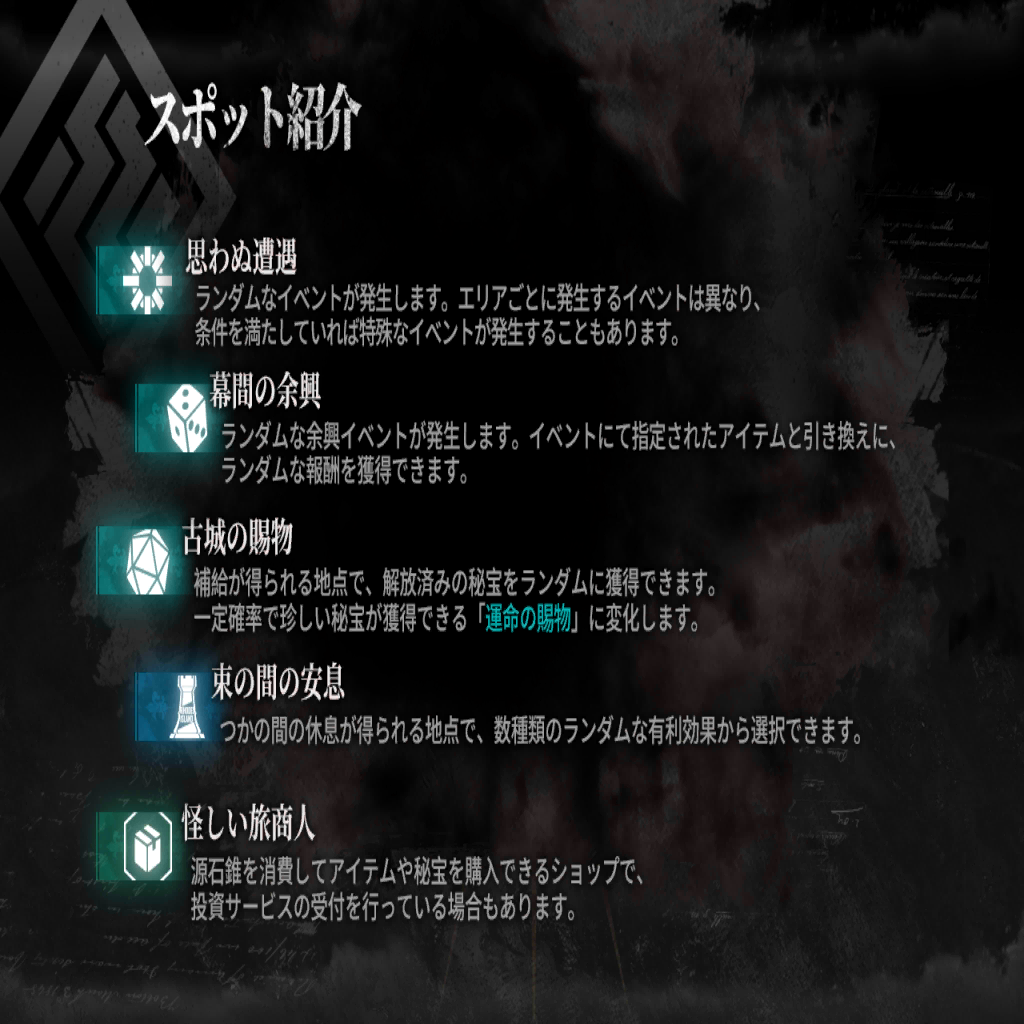 スポット紹介
思わぬ遭遇
ランダムなイベントが発生します。エリアごとに発生するイベントは異なり、
条件を満たしていれば特殊なイベントが発生することもあります。
幕間の余興
ランダムな余興イベントが発生します。イベントにて指定されたアイテムと引き換えに、
ランダムな報酬を獲得できます。
古城の賜物
補給が得られる地点で、解放済みの秘宝をランダムに獲得できます。
一定確率で珍しい秘宝が獲得できる「運命の賜物」に変化します。
束の間の安息
つかの間の休息が得られる地点で、数種類のランダムな有利効果から選択できます。
怪しい旅商人
源石錐を消費してアイテムや秘宝を購入できるショップで、
投資サービスの受付を行っている場合もあります。